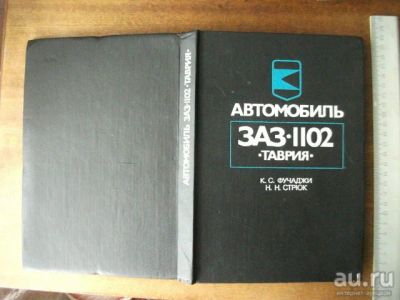 АВТОМОБИЛЬ ЗАЗ-1102 •ТАВРИЯ•
АВТОМОБИЛЬ
ЗАЗ·1102
•ТАВРИЯ•
К. С. ФУЧАДЖИ
Н. Н. СТРЮК
au.ru